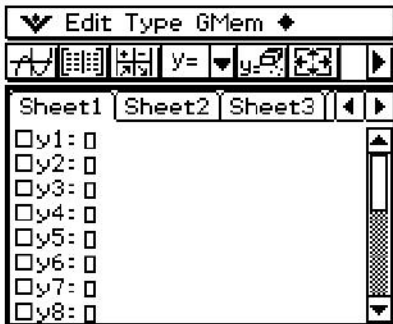 Edit Type GMem
y=
Sheet1 Sheet2 Sheet3
y1:
y2:
y3:
y4:
y5:
y6:
y7:
y8: